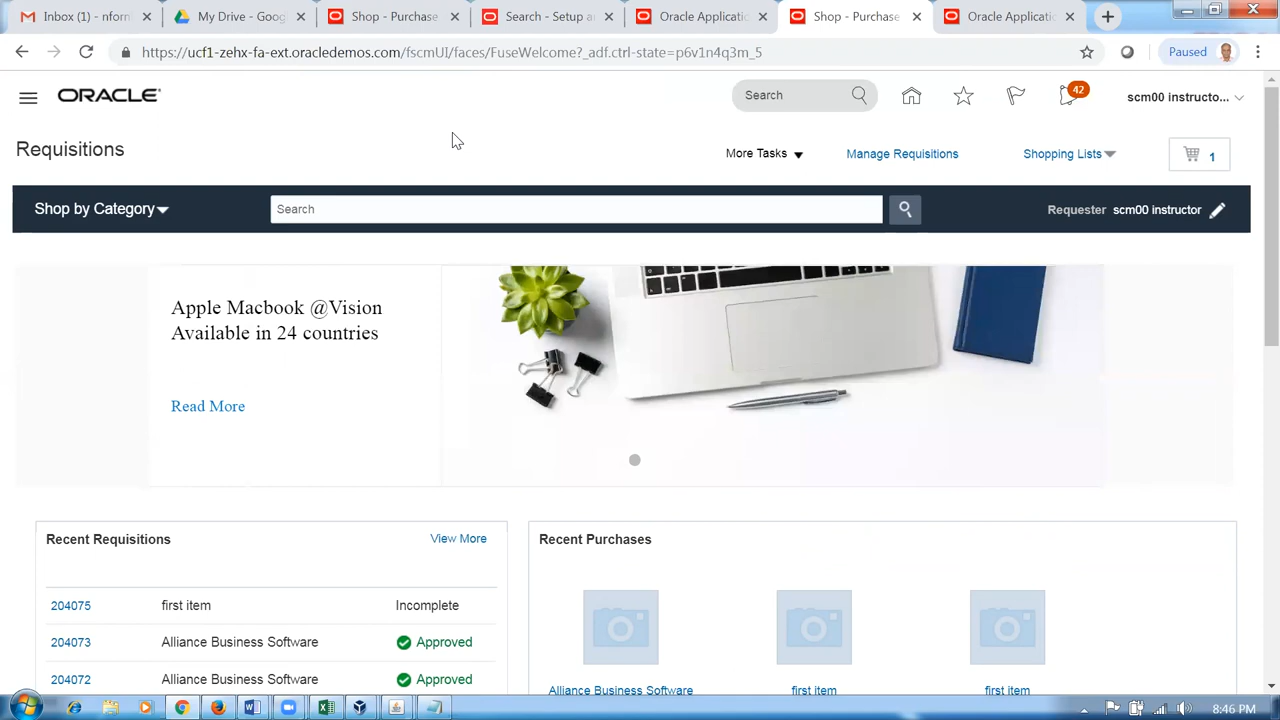 Inbox (1) - nforn
My Drive - Goog
Shop - Purchase
Setup a
Oracle Applicati
Shop - Purchase
Oracle Application
Paused
https://ucf1-zehx-fa-ext.oracledemos.com/fscmUI/faces/FuseWelcome?_adf.ctrl-state=p6v1n4q3m_5
ORACLE
Search
42
scm00 instructo...
Requisitions
More Tasks
Manage Requisitions
Shopping Lists
1
Shop by Category
Search
Requester scm00 instructor
Apple Macbook @Vision
Available in 24 countries
Read More
Recent Requisitions
View More
Recent Purchases
204075 first item Incomplete
204073 Alliance Business Software Approved
204072 Alliance Business Software Approved
Alliance Business Software
first item
first item
8:46 PM